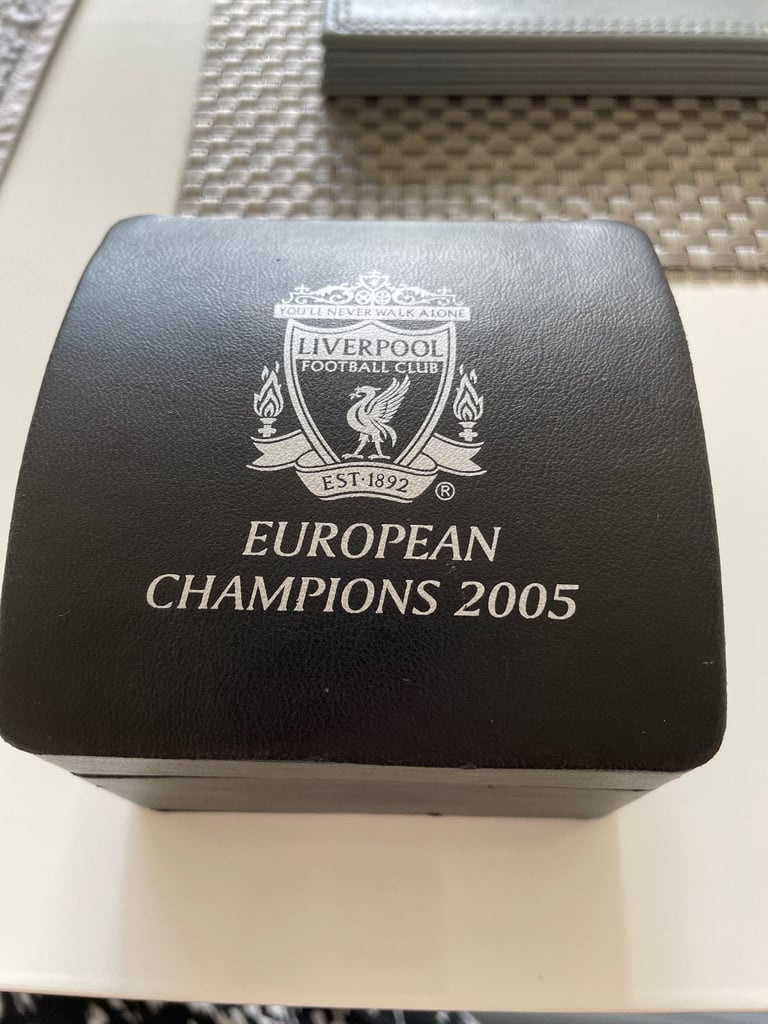 YOU'LL NEVER WALK ALONE
LIVERPOOL
FOOTBALL CLUB
EST·1892 ®
EUROPEAN
CHAMPIONS 2005